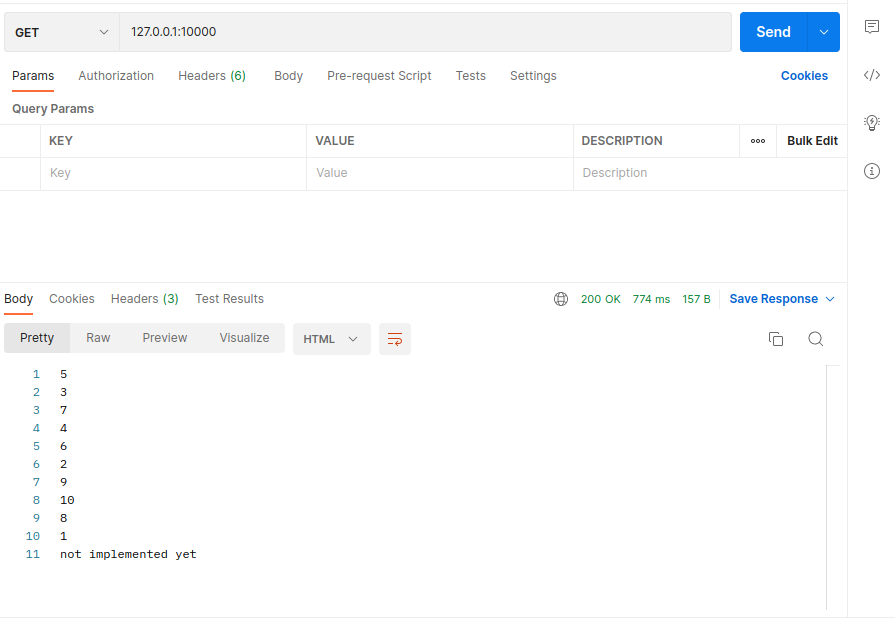 GET 127.0.0.1:10000 Send
Params Authorization Headers (6) Body Pre-request Script Tests Settings Cookies
Query Params
KEY VALUE DESCRIPTION Bulk Edit
Key Value Description
Body Cookies Headers (3) Test Results 200 OK 774 ms 157 B Save Response
Pretty Raw Preview Visualize HTML
1 5
2 3
3 7
4 4
5 6
6 2
7 9
8 10
9 8
10 1
11 not implemented yet